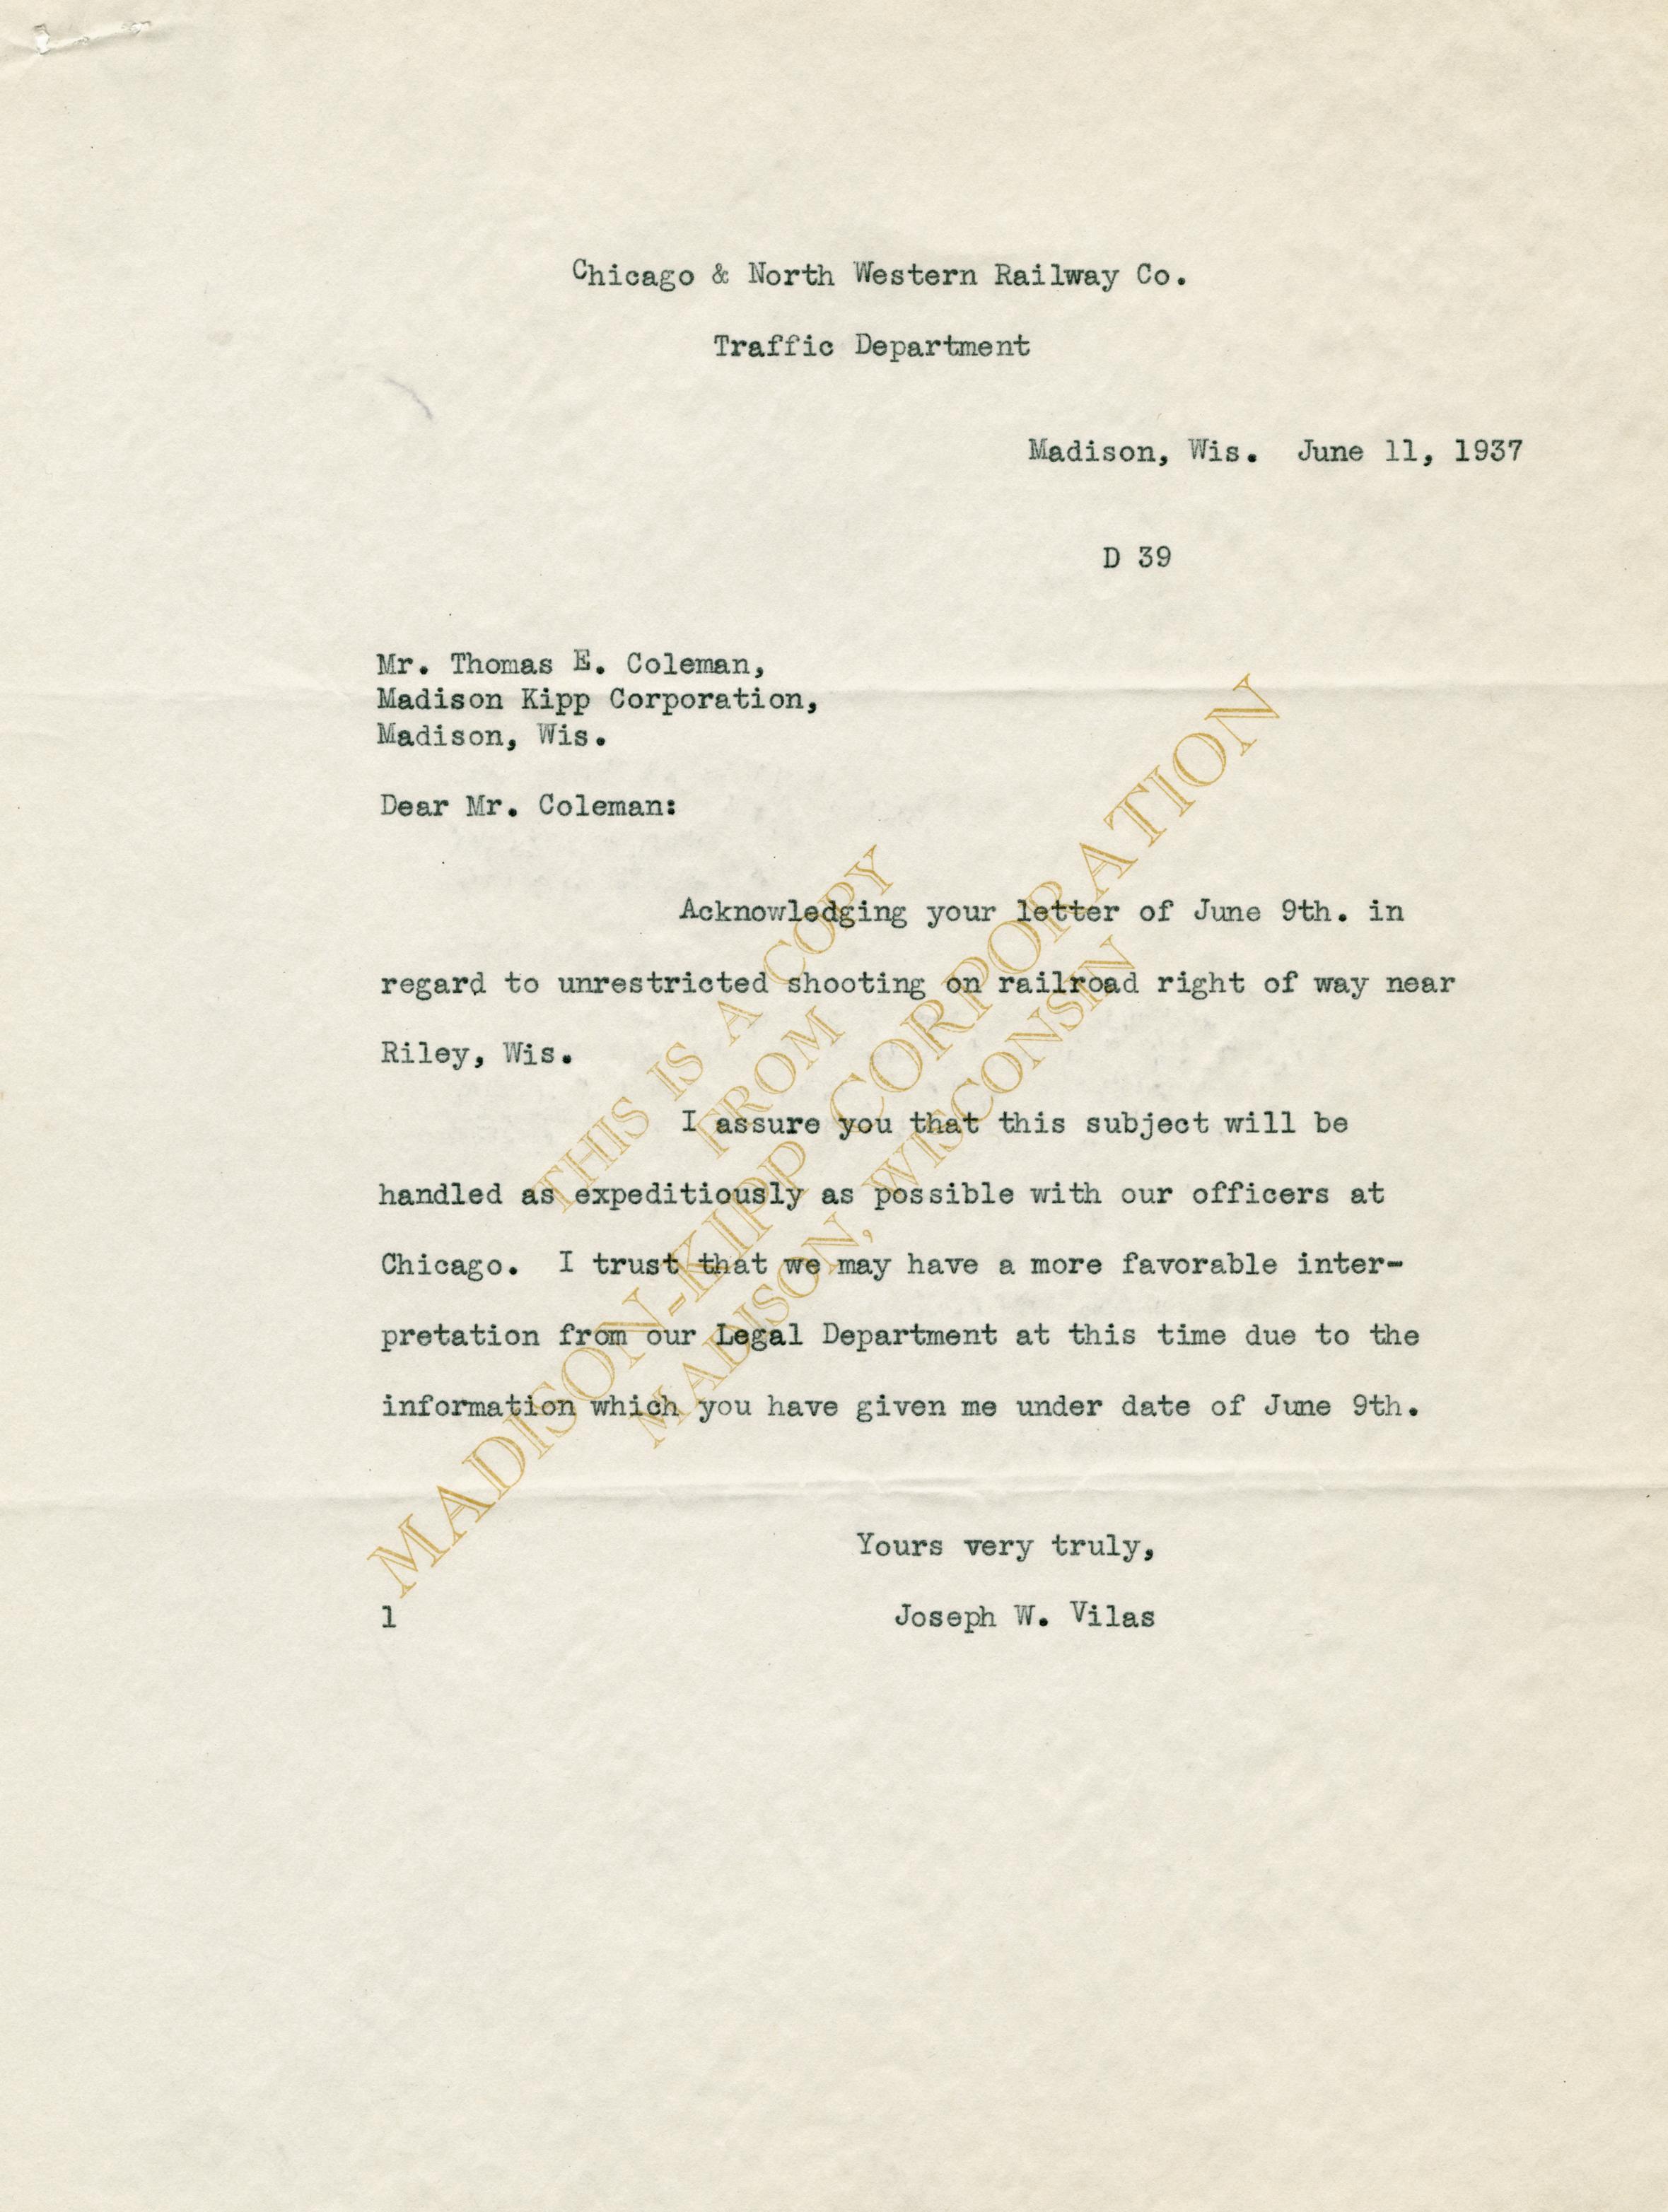 Chicago & North Western Railway Co.
Traffic Department
Madison, Wis. June 11, 1937
D 39
Mr. Thomas E. Coleman,
Madison Kipp Corporation,
Madison, Wis.
Dear Mr. Coleman:
Acknowledging your letter of June 9th. in
regard to unrestricted shooting on railroad right of way near
Riley, Wis.
I assure you that this subject will be
handled as expeditiously as possible with our officers at
Chicago. I trust that we may have a more favorable inter-
pretation from our Legal Department at this time due to the
information which you have given me under date of June 9th.
Yours very truly,
1 Joseph W. Vilas
THIS IS A COPY
FROM
MADISON-KIPP CORPORATION
MADISON, WISCONSIN